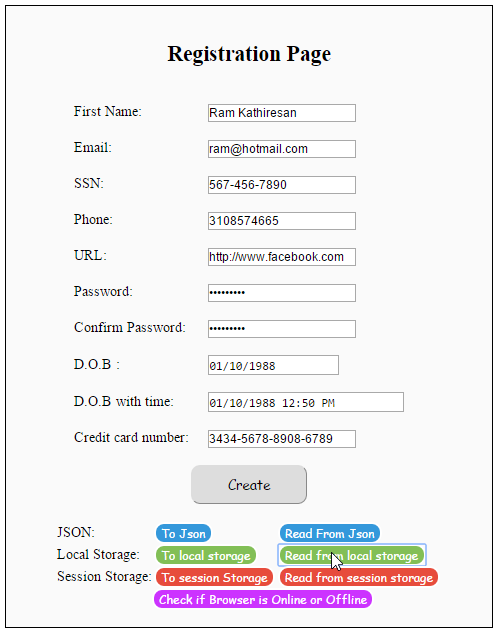 Registration Page
First Name: Ram Kathiresan
Email: ram@hotmail.com
SSN: 567-456-7890
Phone: 3108574665
URL: http://www.facebook.com
Password: •••••••••
Confirm Password: •••••••••
D.O.B : 01/10/1988
D.O.B with time: 01/10/1988 12:50 PM
Credit card number: 3434-5678-8908-6789
Create
JSON: To Json Read From Json
Local Storage: To local storage Read from local storage
Session Storage: To session Storage Read from session storage
Check if Browser is Online or Offline